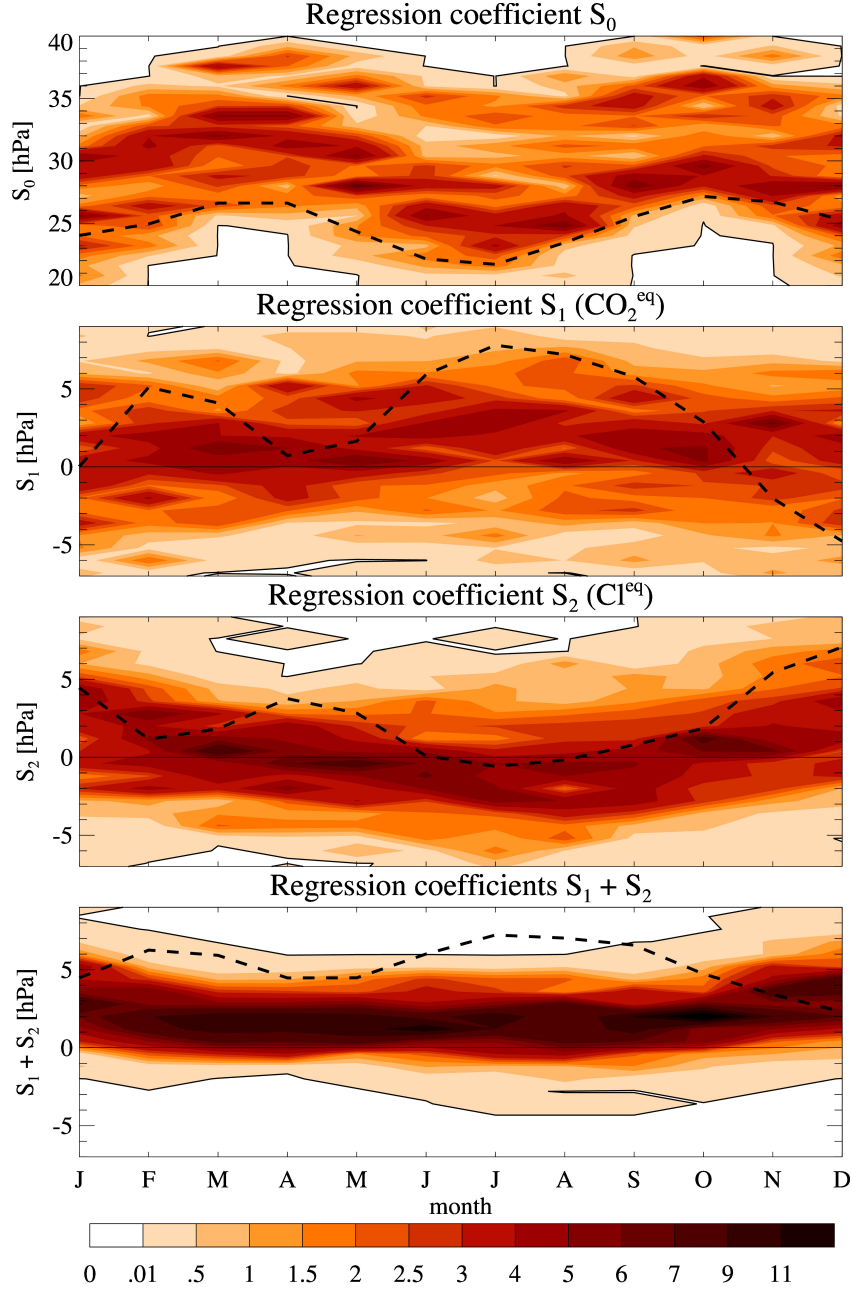 Regression coefficient S₀
40
35
30
25
20
S₀ [hPa]
Regression coefficient S₁ (CO₂ᵉᑫ)
5
0
-5
S₁ [hPa]
Regression coefficient S₂ (Clᵉᑫ)
5
0
-5
S₂ [hPa]
Regression coefficients S₁ + S₂
5
0
-5
S₁ + S₂ [hPa]
J F M A M J J A S O N D
month
0 .01 .5 1 1.5 2 2.5 3 4 5 6 7 9 11